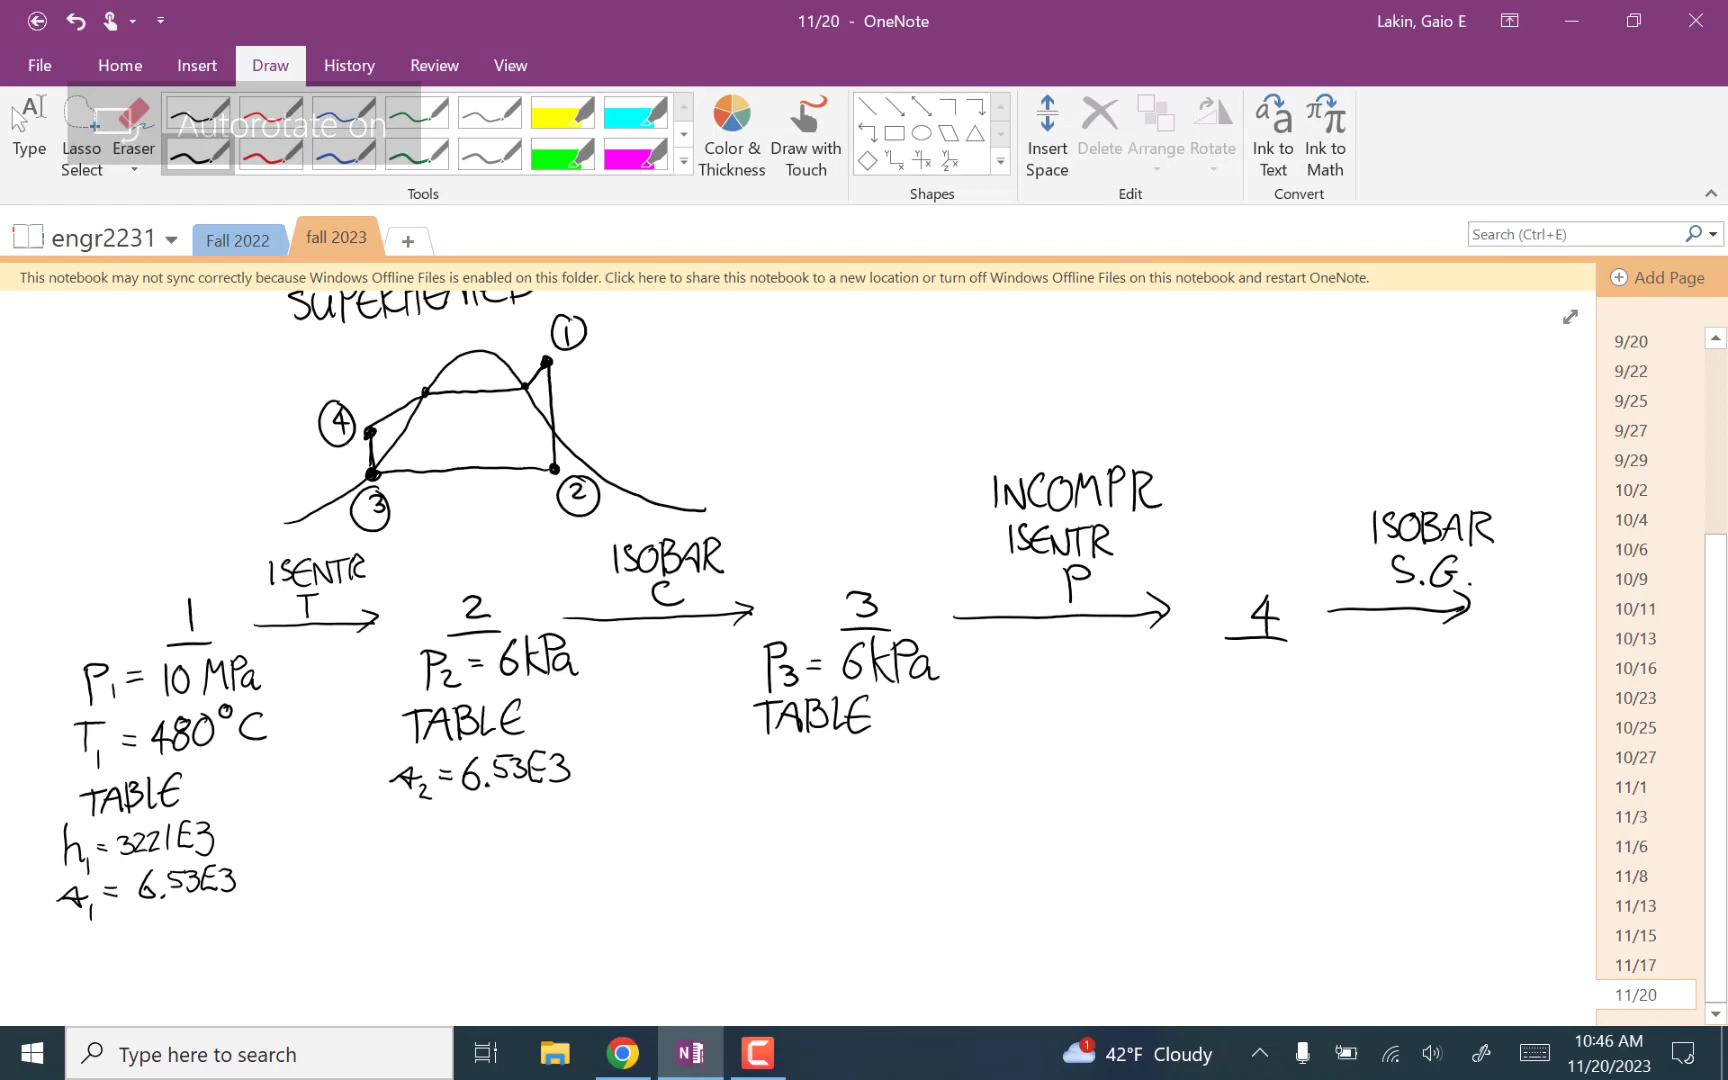 11/20 - OneNote
Lakin, Gaio E
File
Home
Insert
Draw
History
Review
View
Autorotate on
Type
Lasso
Select
Eraser
Color &
Thickness
Draw with
Touch
Insert
Space
Delete
Arrange
Rotate
Ink to
Text
Ink to
Math
Tools
Shapes
Edit
Convert
engr2231
Fall 2022
fall 2023
Search (Ctrl+E)
This notebook may not sync correctly because Windows Offline Files is enabled on this folder. Click here to share this notebook to a new location or turn off Windows Offline Files on this notebook and restart OneNote.
Add Page
9/20
9/22
9/25
9/27
9/29
10/2
10/4
10/6
10/9
10/11
10/13
10/16
10/23
10/25
10/27
11/1
11/3
11/6
11/8
11/13
11/15
11/17
11/20
1
4
3
2
1
ISENTR
T
2
ISOBAR
C
3
INCOMPR
ISENTR
P
4
ISOBAR
S.G.
P1 = 10 MPa
T1 = 480°C
TABLE
h1 = 3221E3
s1 = 6.53E3
P2 = 6kPa
TABLE
s2 = 6.53E3
P3 = 6kPa
TABLE
Type here to search
1
42°F Cloudy
10:46 AM
11/20/2023